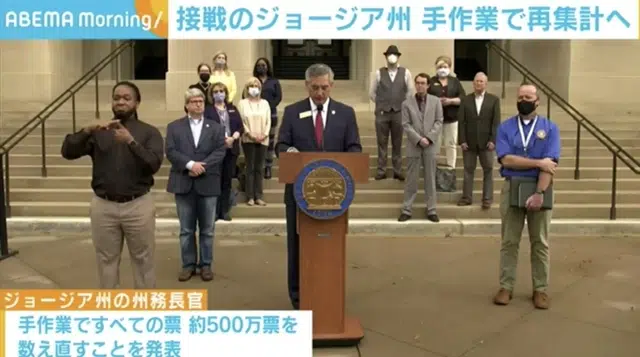 ABEMA Morning/
接戦のジョージア州 手作業で再集計へ
ジョージア州の州務長官
手作業ですべての票 約500万票を
数え直すことを発表